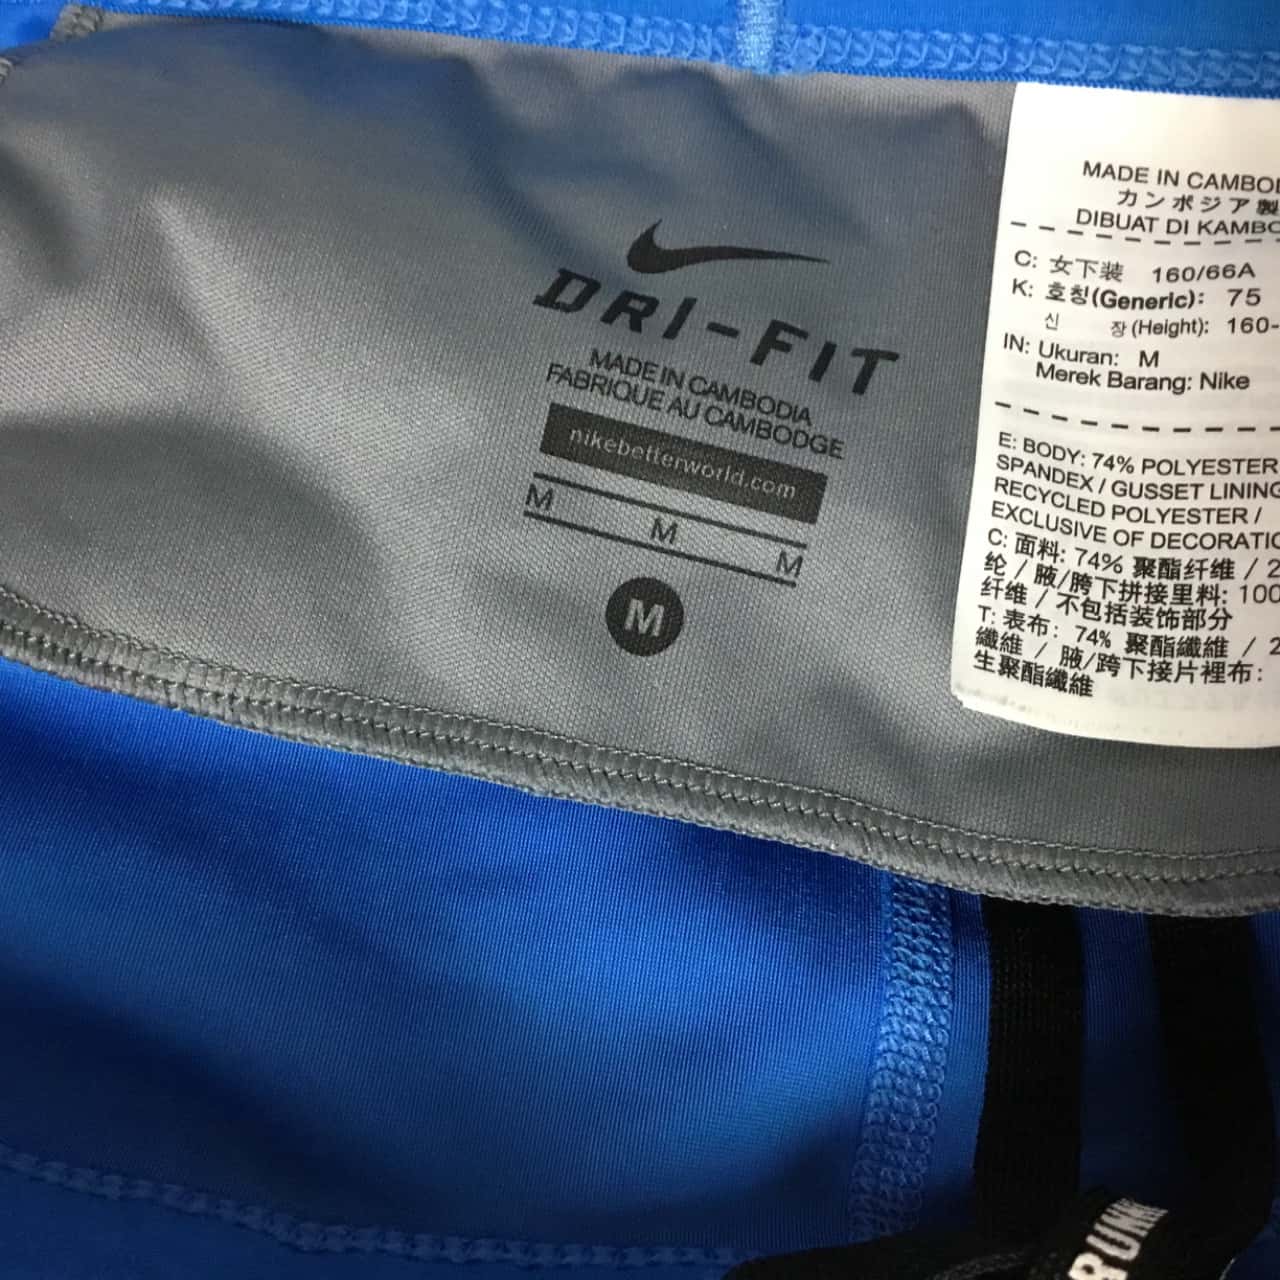 DRI-FIT
MADE IN CAMBODIA
FABRIQUE AU CAMBODGE
nikebetterworld.com
M M M
M
MADE IN CAMBOD
カンボジア製
DIBUAT DI KAMBO
C: 女下装 160/66A
K: 호칭(Generic): 75
신 장(Height): 160-
IN: Ukuran: M
Merek Barang: Nike
E: BODY: 74% POLYESTER
SPANDEX / GUSSET LINING
RECYCLED POLYESTER /
EXCLUSIVE OF DECORATIO
C: 面料: 74% 聚酯纤维 / 2
纶 / 腋/胯下拼接里料: 100
纤维 / 不包括装饰部分
T: 表布: 74% 聚酯纖維 / 2
纖維 / 腋/跨下接片裡布:
生聚酯纖維
RUNN